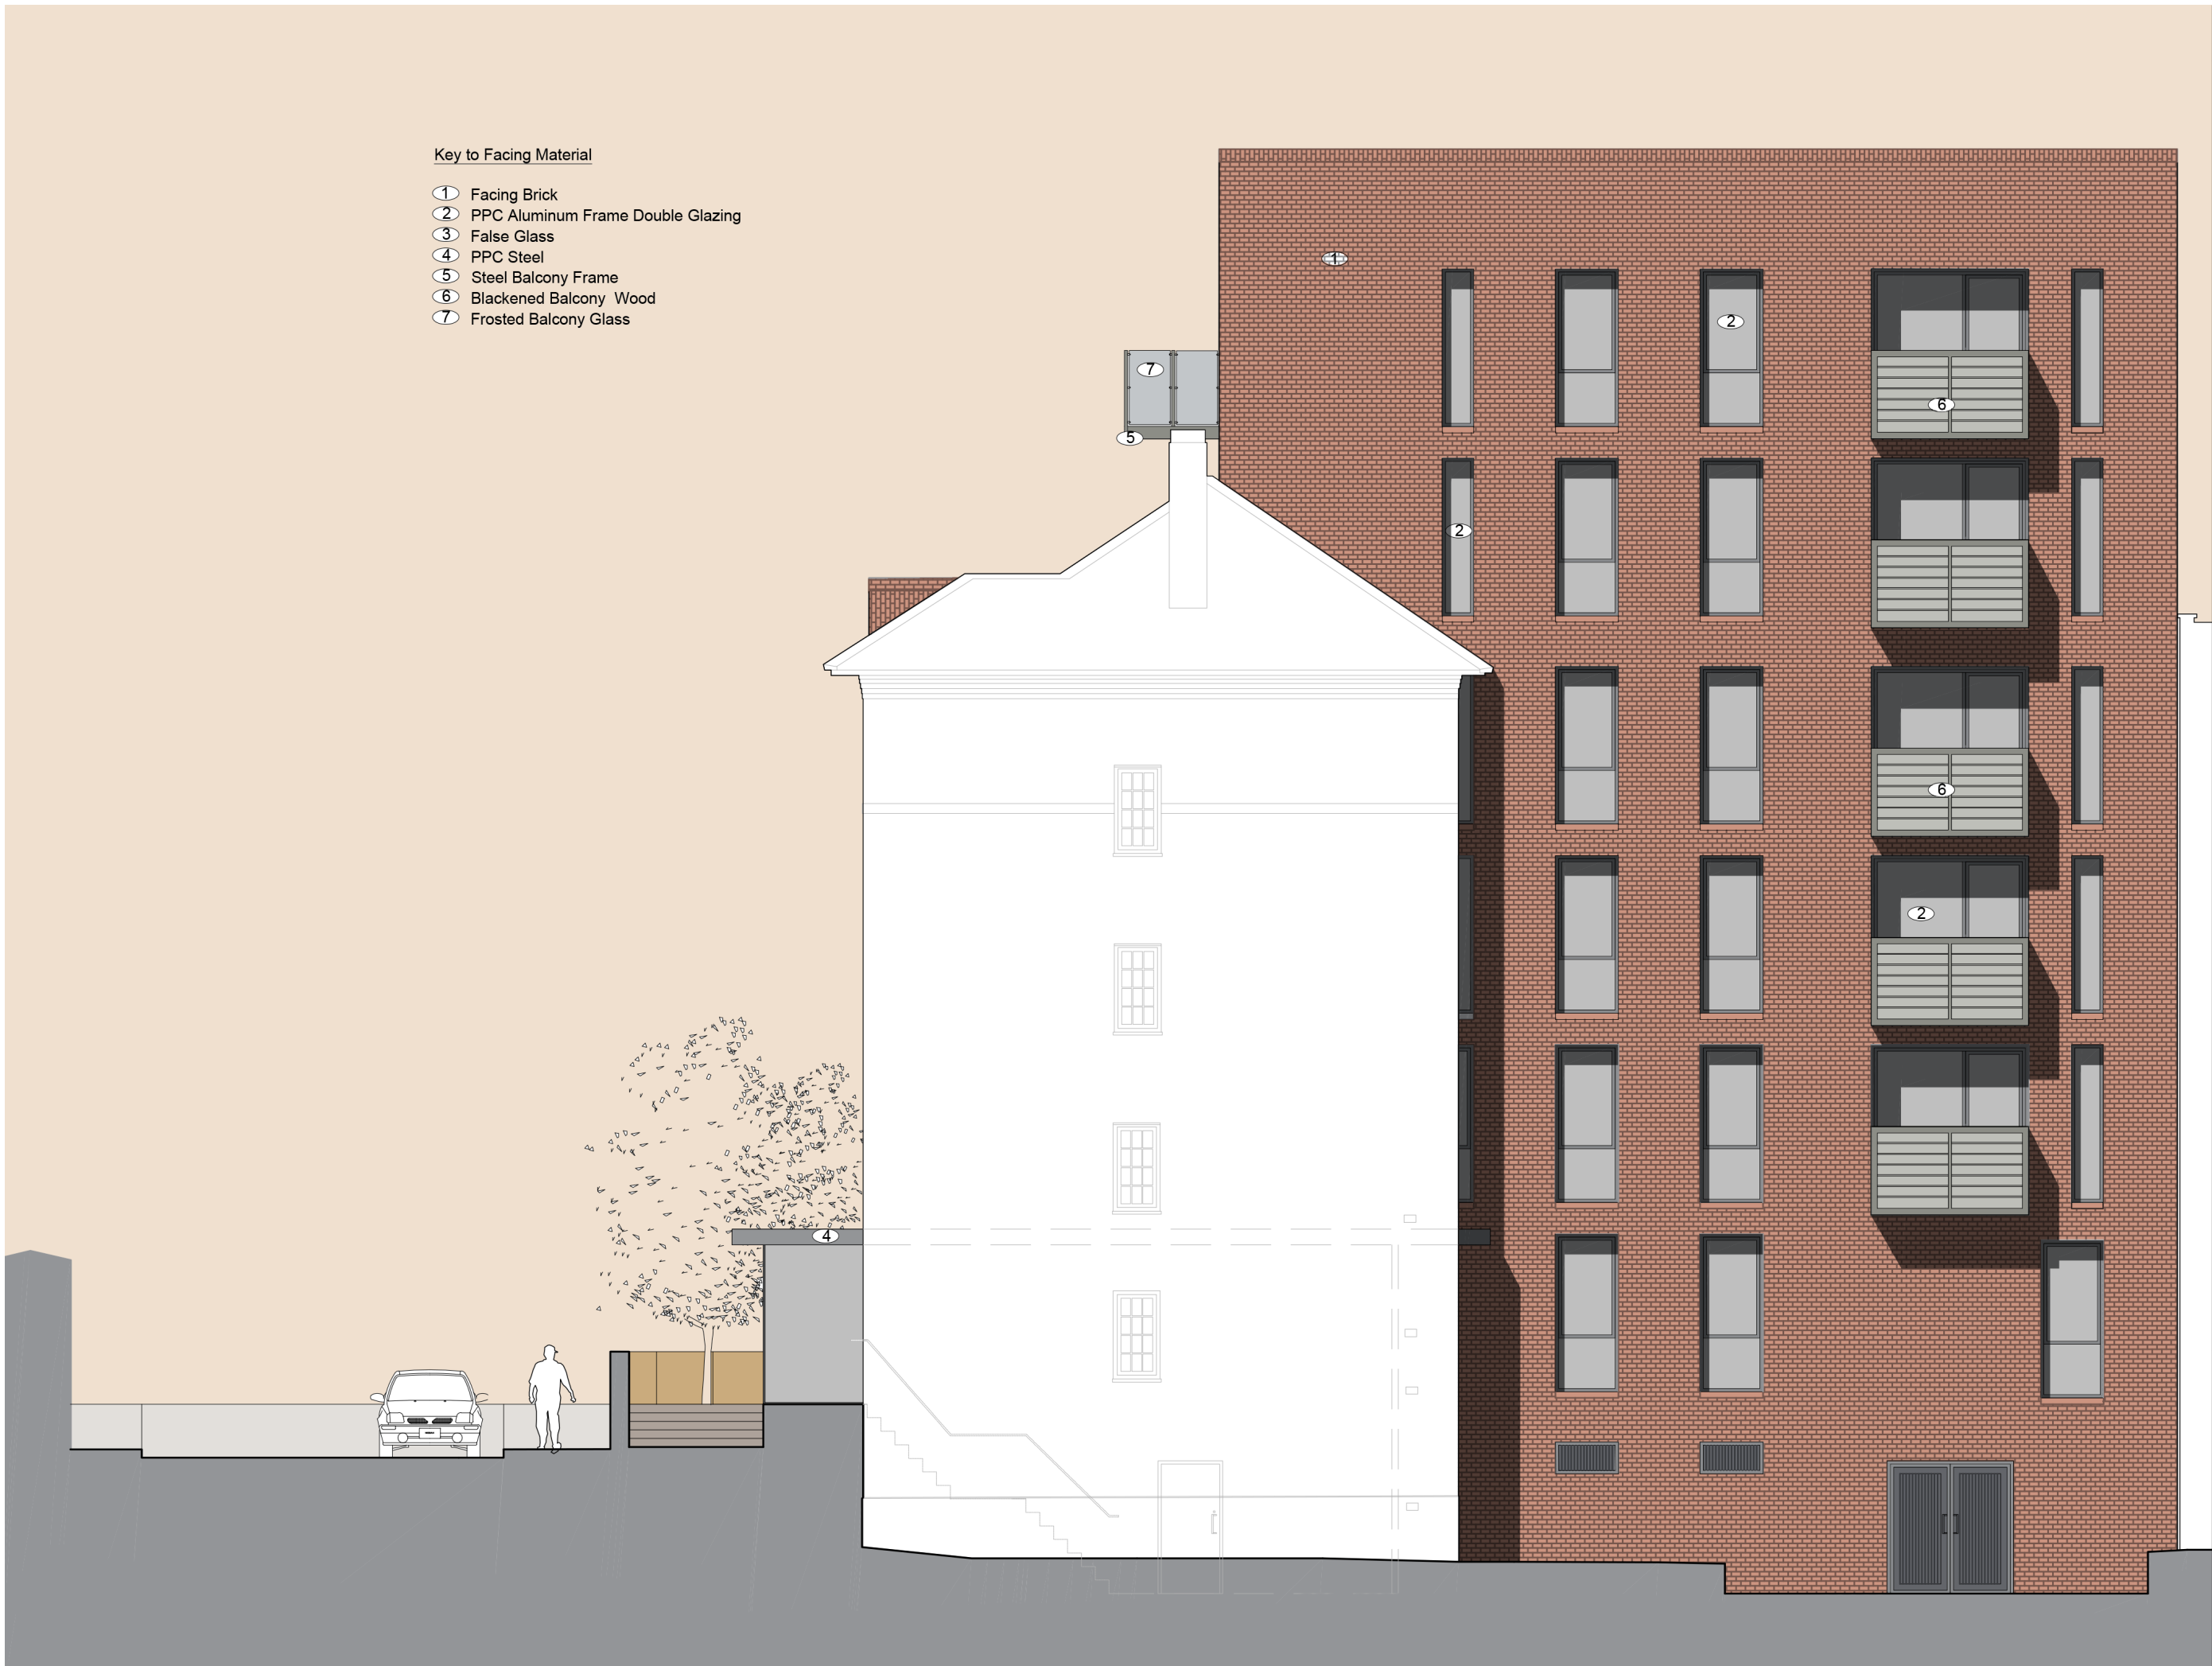 Key to Facing Material
1 Facing Brick
2 PPC Aluminum Frame Double Glazing
3 False Glass
4 PPC Steel
5 Steel Balcony Frame
6 Blackened Balcony Wood
7 Frosted Balcony Glass
1
2
7
6
5
2
6
2
4